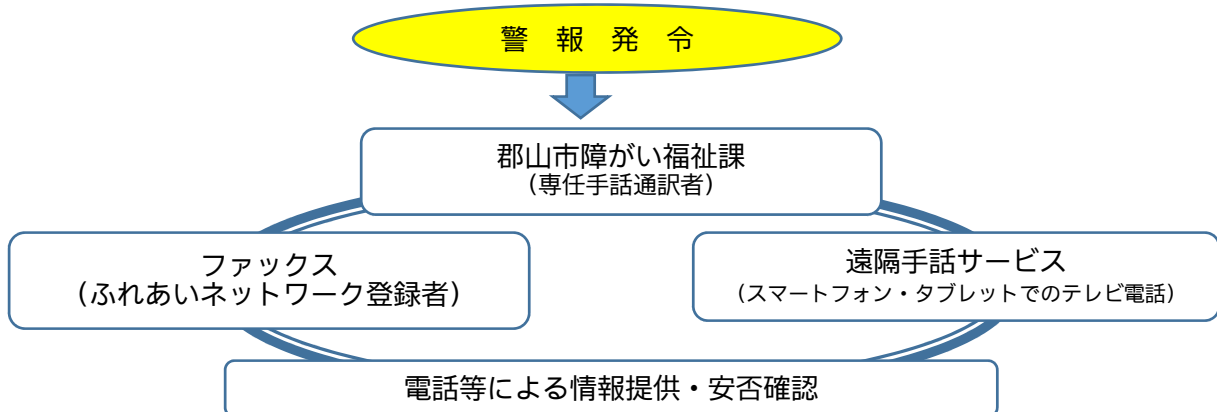 警 報 発 令
郡山市障がい福祉課
（専任手話通訳者）
ファックス
（ふれあいネットワーク登録者）
遠隔手話サービス
（スマートフォン・タブレットでのテレビ電話）
電話等による情報提供・安否確認